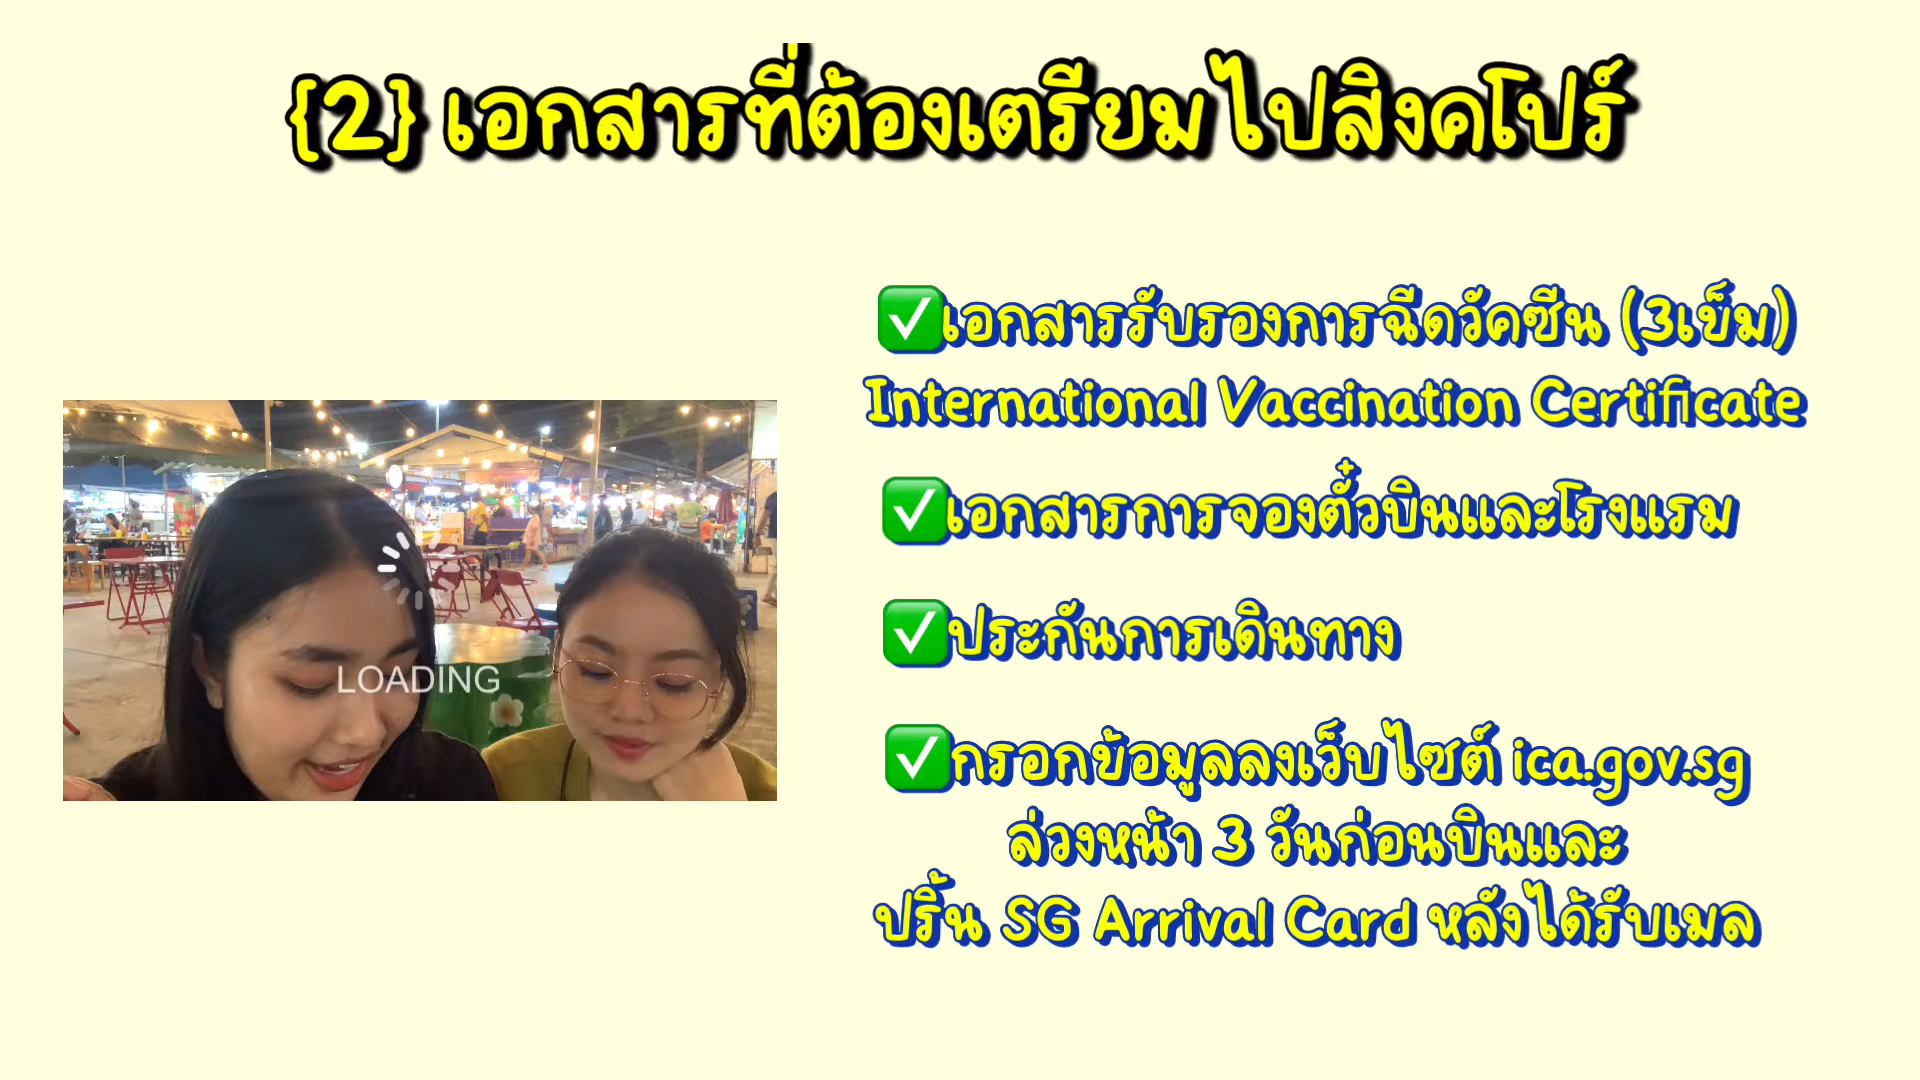 {2} เอกสารที่ต้องเตรียมไปสิงคโปร์
✅เอกสารรับรองการฉีดวัคซีน (3เข็ม)
International Vaccination Certificate
✅เอกสารการจองตั๋วบินและโรงแรม
✅ประกันการเดินทาง
✅กรอกข้อมูลลงเว็บไซต์ ica.gov.sg
ล่วงหน้า 3 วันก่อนบินและ
ปริ้น SG Arrival Card หลังได้รับเมล
LOADING